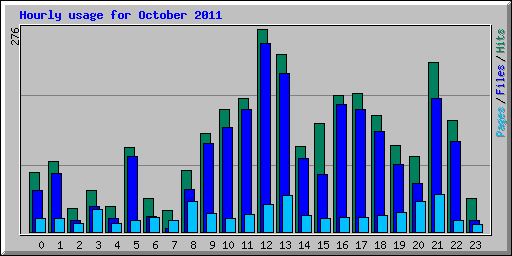 Hourly usage for October 2011
276
Pages / Files / Hits
0 1 2 3 4 5 6 7 8 9 10 11 12 13 14 15 16 17 18 19 20 21 22 23